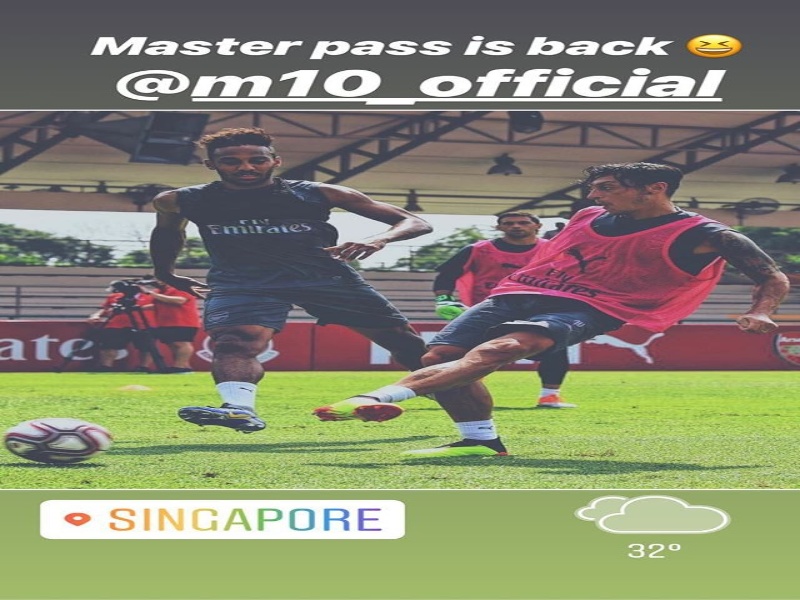 Master pass is back 😆
@m10_official
Fly
Emirates
Fly
Emirates
SINGAPORE
32°